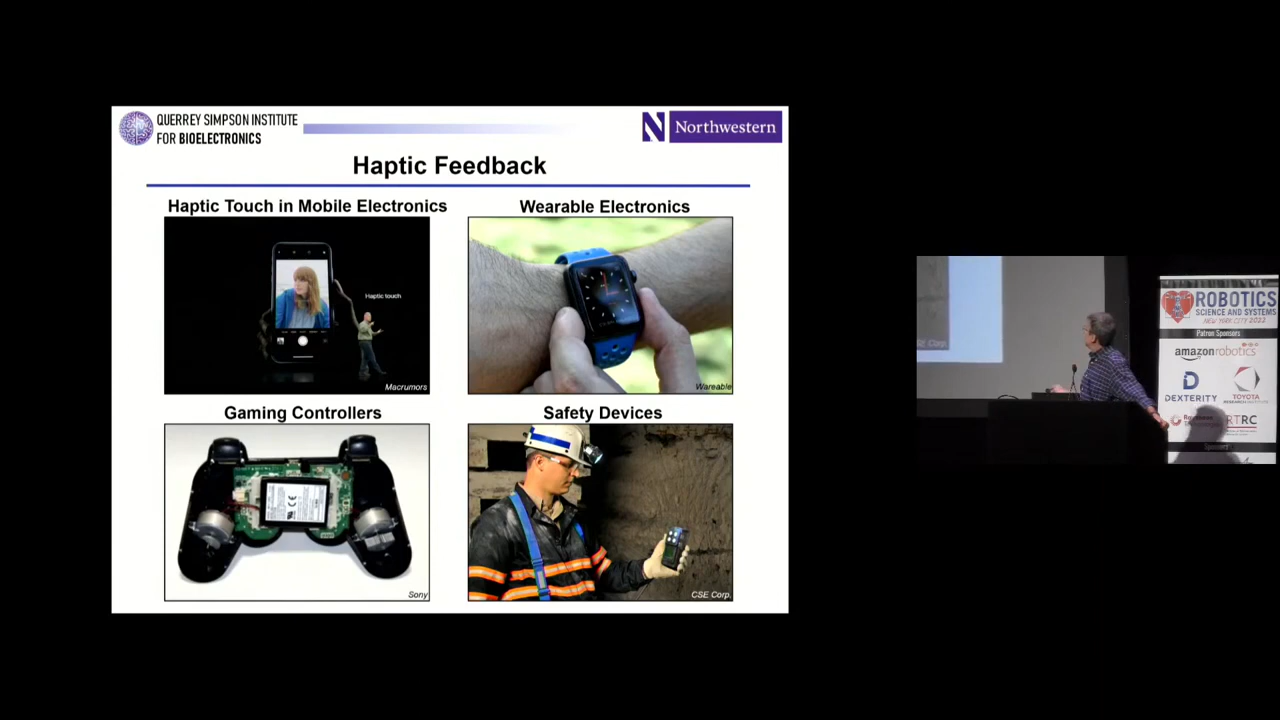 QUERREY SIMPSON INSTITUTE
FOR BIOELECTRONICS
N Northwestern
Haptic Feedback
Haptic Touch in Mobile Electronics
Wearable Electronics
Haptic touch
Macrumors
Wareable
Gaming Controllers
Safety Devices
Sony
CSE Corp.
Corp.
ROBOTICS
SCIENCE AND SYSTEMS
NEW YORK CITY 2022
Patron Sponsors
amazon robotics
DEXTERITY
TOYOTA
RESEARCH INSTITUTE
RTRC
Sponsors